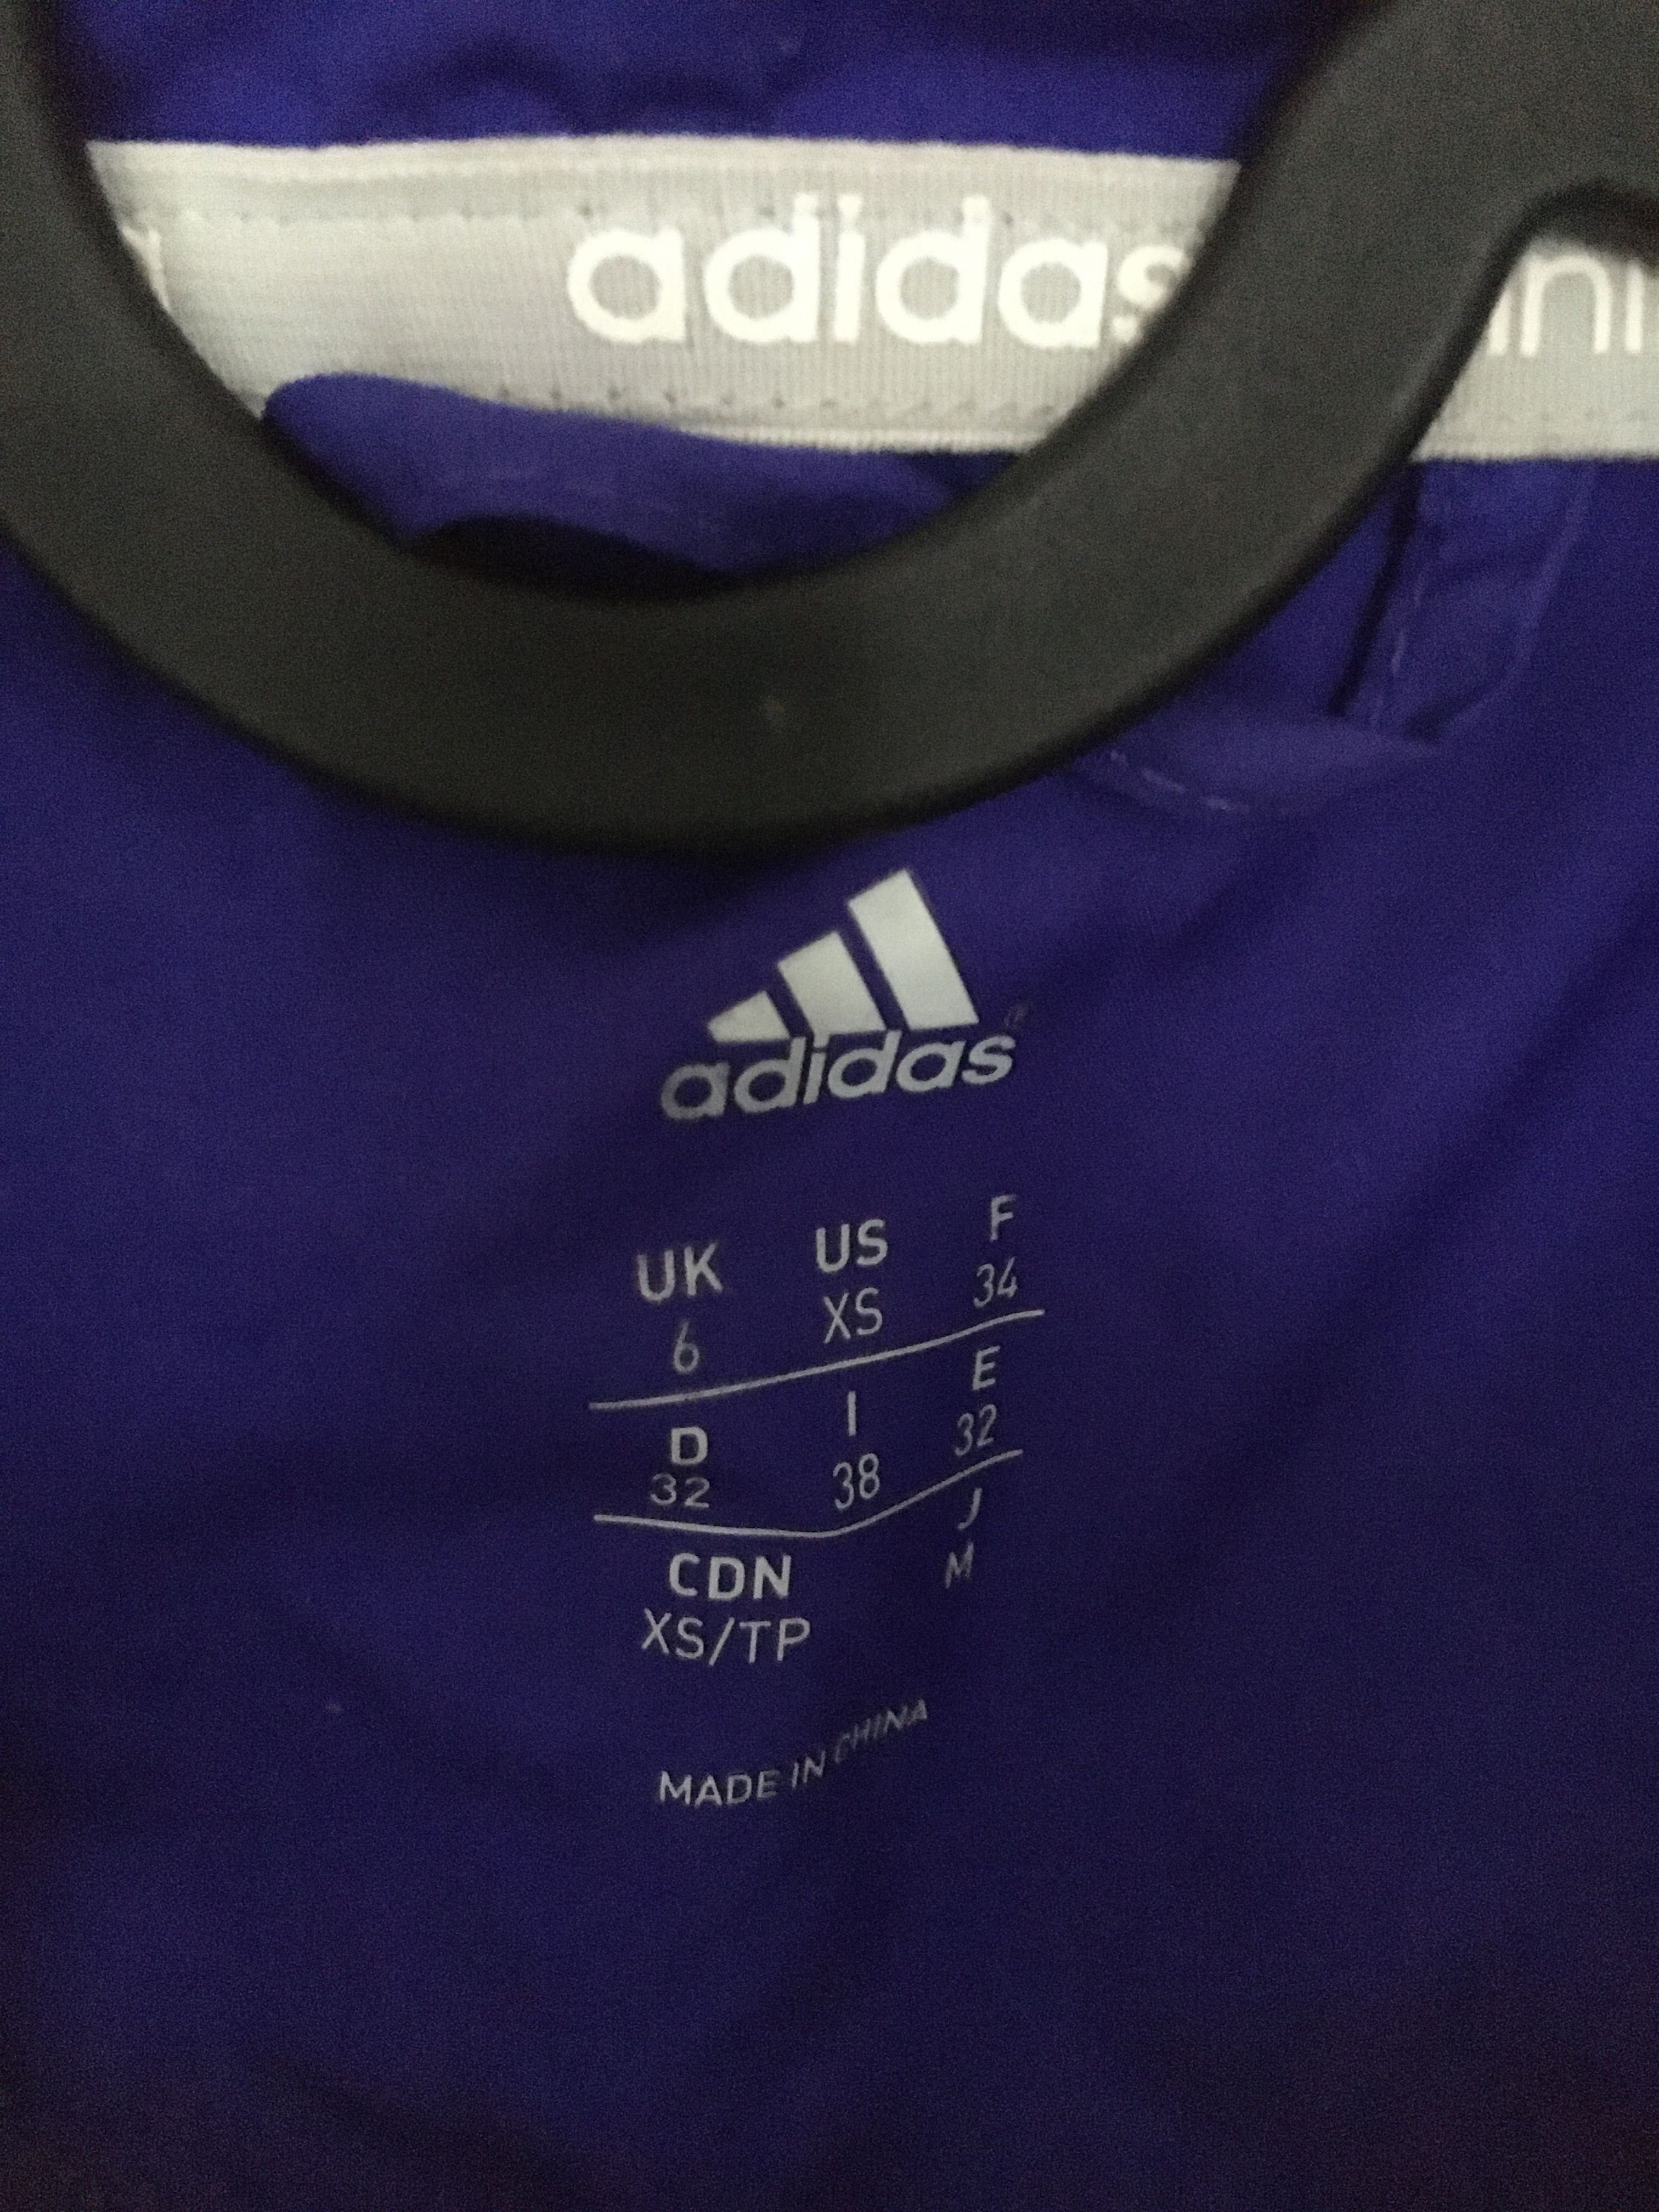 adidas
adidas
UK US F
6 XS 34
D I E
32 38 32
CDN J
XS/TP M
MADE IN CHINA